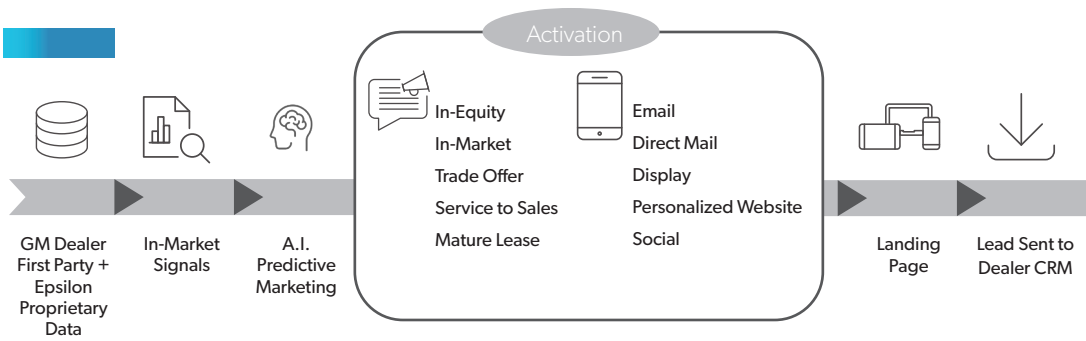 Activation
GM Dealer
First Party +
Epsilon
Proprietary
Data
In-Market
Signals
A.I.
Predictive
Marketing
In-Equity
In-Market
Trade Offer
Service to Sales
Mature Lease
Email
Direct Mail
Display
Personalized Website
Social
Landing
Page
Lead Sent to
Dealer CRM